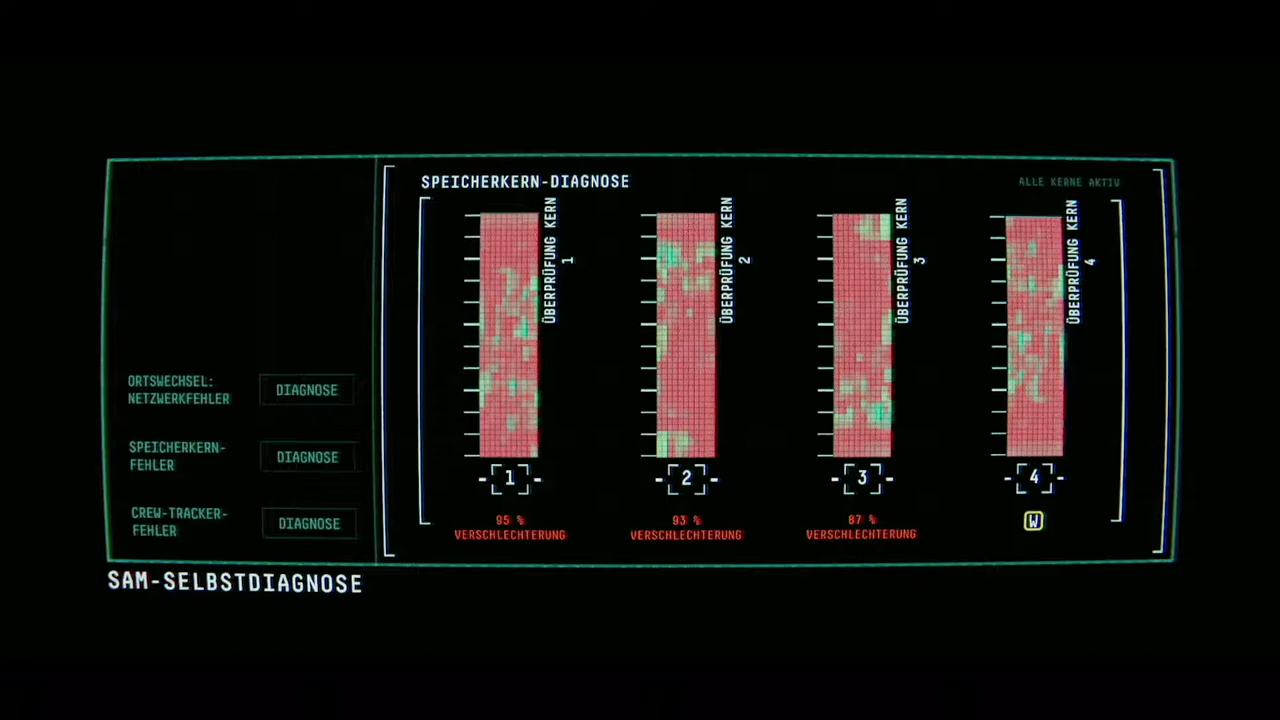 SPEICHERKERN-DIAGNOSE
ALLE KERNE AKTIV
ÜBERPRÜFUNG KERN
1
ÜBERPRÜFUNG KERN
2
ÜBERPRÜFUNG KERN
3
ÜBERPRÜFUNG KERN
4
ORTSWECHSEL:
NETZWERKFEHLER
DIAGNOSE
SPEICHERKERN-
FEHLER
DIAGNOSE
CREW-TRACKER-
FEHLER
DIAGNOSE
1
2
3
4
95 %
VERSCHLECHTERUNG
93 %
VERSCHLECHTERUNG
87 %
VERSCHLECHTERUNG
W
SAM-SELBSTDIAGNOSE